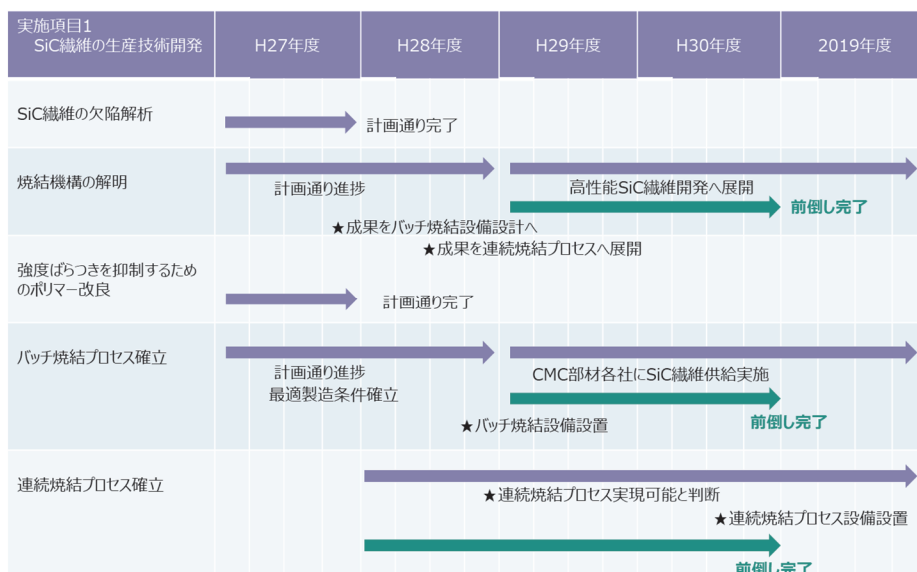 実施項目1
SiC繊維の生産技術開発
H27年度
H28年度
H29年度
H30年度
2019年度
SiC繊維の欠陥解析
計画通り完了
焼結機構の解明
計画通り進捗
高性能SiC繊維開発へ展開
前倒し完了
★成果をバッチ焼結設備設計へ
★成果を連続焼結プロセスへ展開
強度ばらつきを抑制するため
のポリマー改良
計画通り完了
バッチ焼結プロセス確立
計画通り進捗
最適製造条件確立
CMC部材各社にSiC繊維供給実施
前倒し完了
★バッチ焼結設備設置
連続焼結プロセス確立
★連続焼結プロセス実現可能と判断
★連続焼結プロセス設備設置
前倒し完了